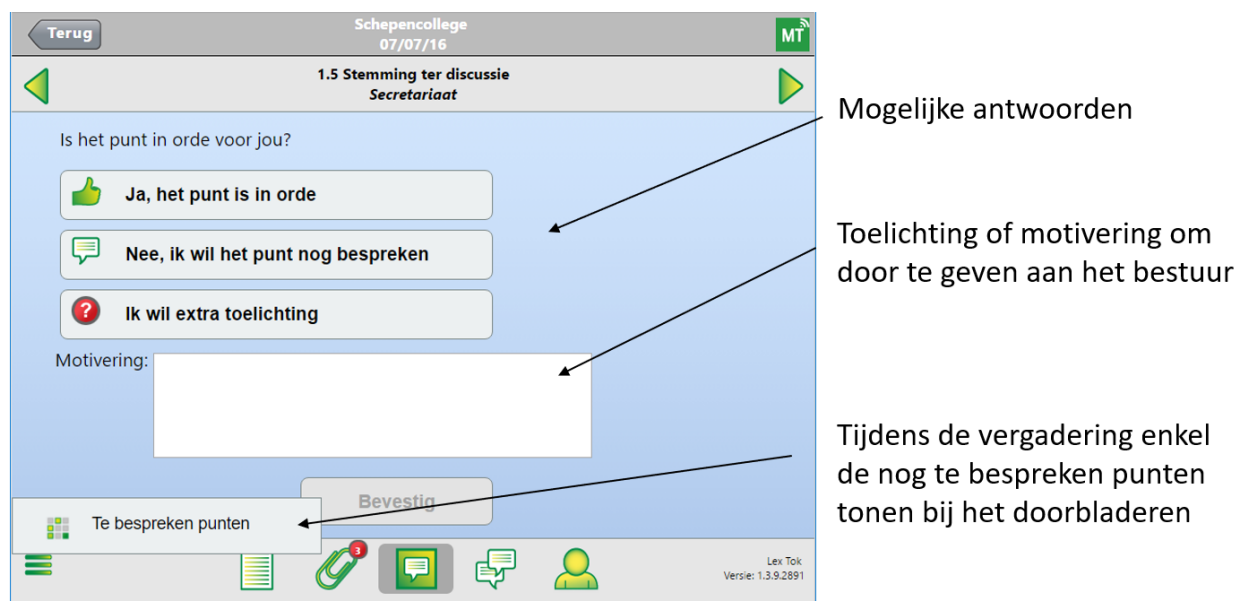 Terug
Schepencollege
07/07/16
MT
1.5 Stemming ter discussie
Secretariaat
Is het punt in orde voor jou?
Ja, het punt is in orde
Nee, ik wil het punt nog bespreken
? Ik wil extra toelichting
Motivering:
Bevestig
Te bespreken punten
3
Lex Tok
Versie: 1.3.9.2891
Mogelijke antwoorden
Toelichting of motivering om
door te geven aan het bestuur
Tijdens de vergadering enkel
de nog te bespreken punten
tonen bij het doorbladeren